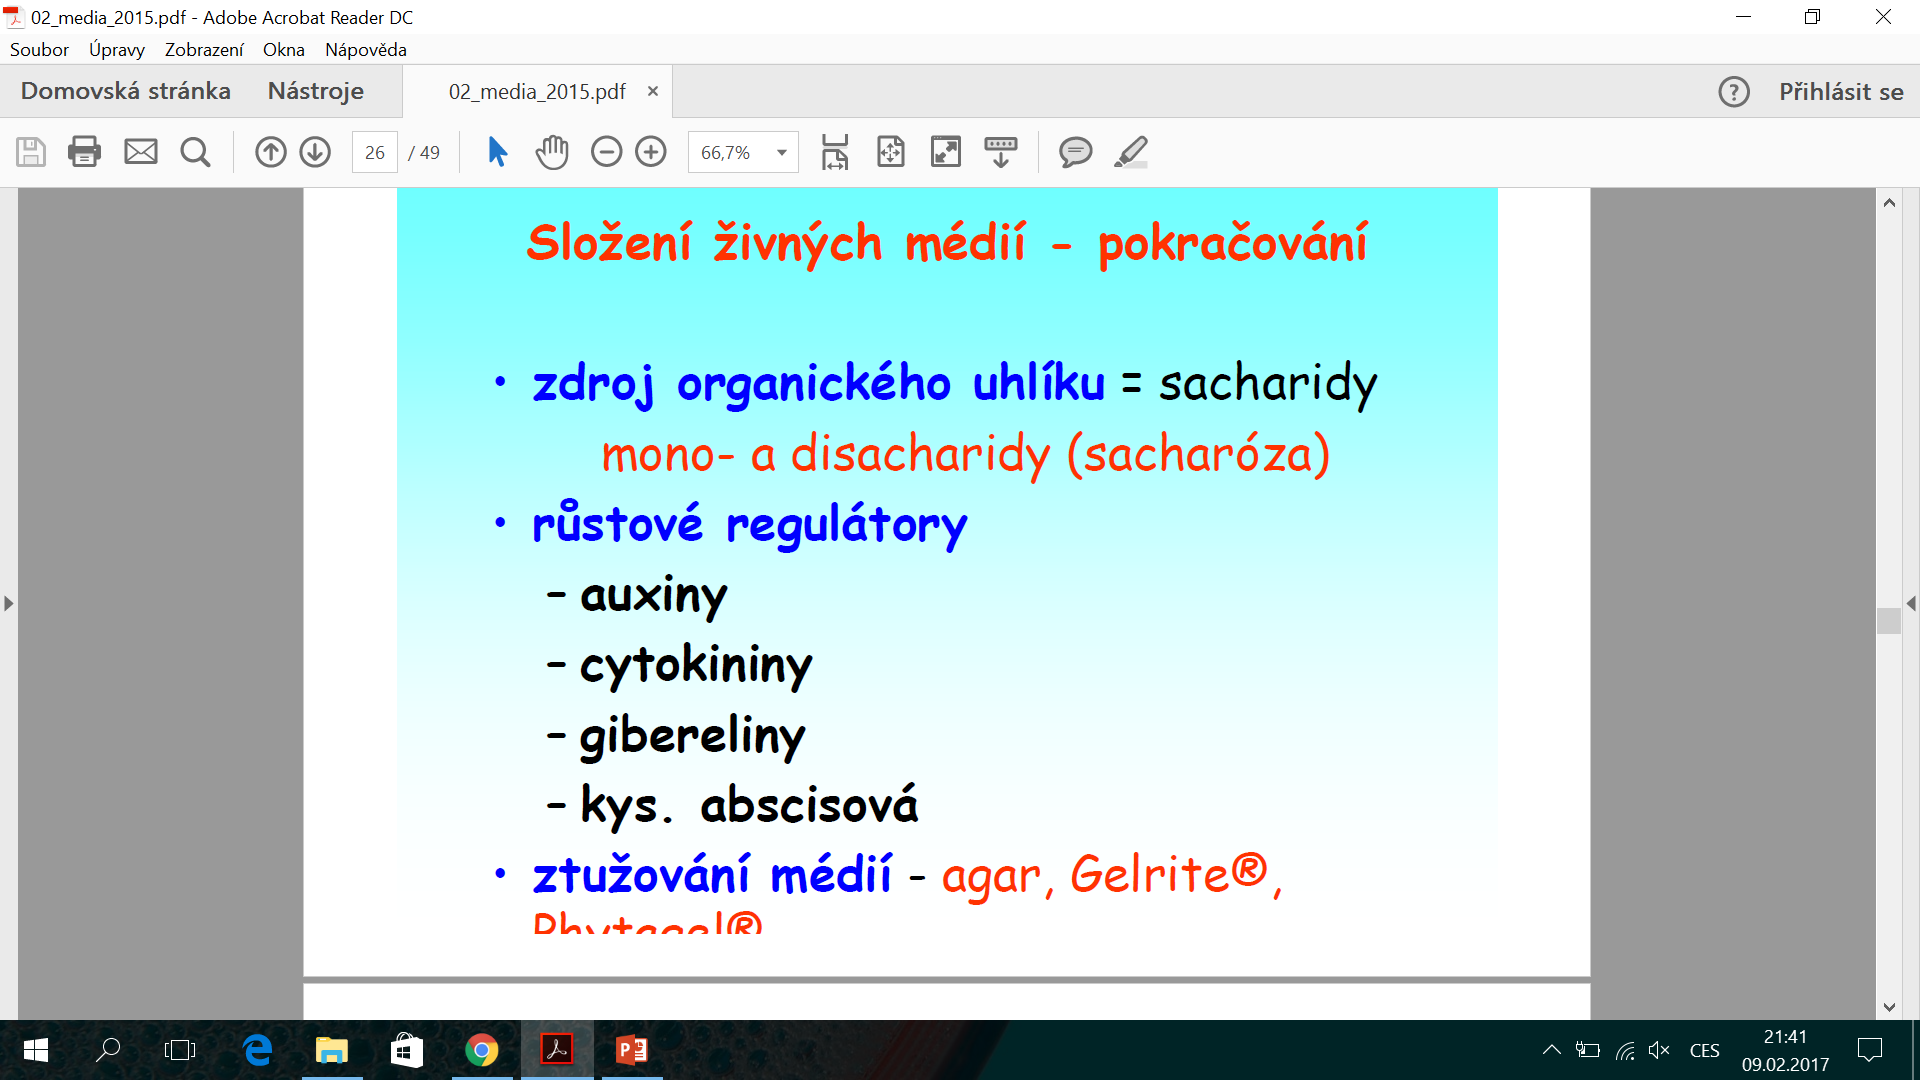 02_media_2015.pdf - Adobe Acrobat Reader DC
Soubor Úpravy Zobrazení Okna Nápověda
Domovská stránka Nástroje 02_media_2015.pdf × ? Přihlásit se
26 / 49 66,7%
Složení živných médií - pokračování
• zdroj organického uhlíku = sacharidy
mono- a disacharidy (sacharóza)
• růstové regulátory
– auxiny
– cytokininy
– gibereliny
– kys. abscisová
• ztužování médií - agar, Gelrite®,
Phytagel®
CES 21:41
09.02.2017